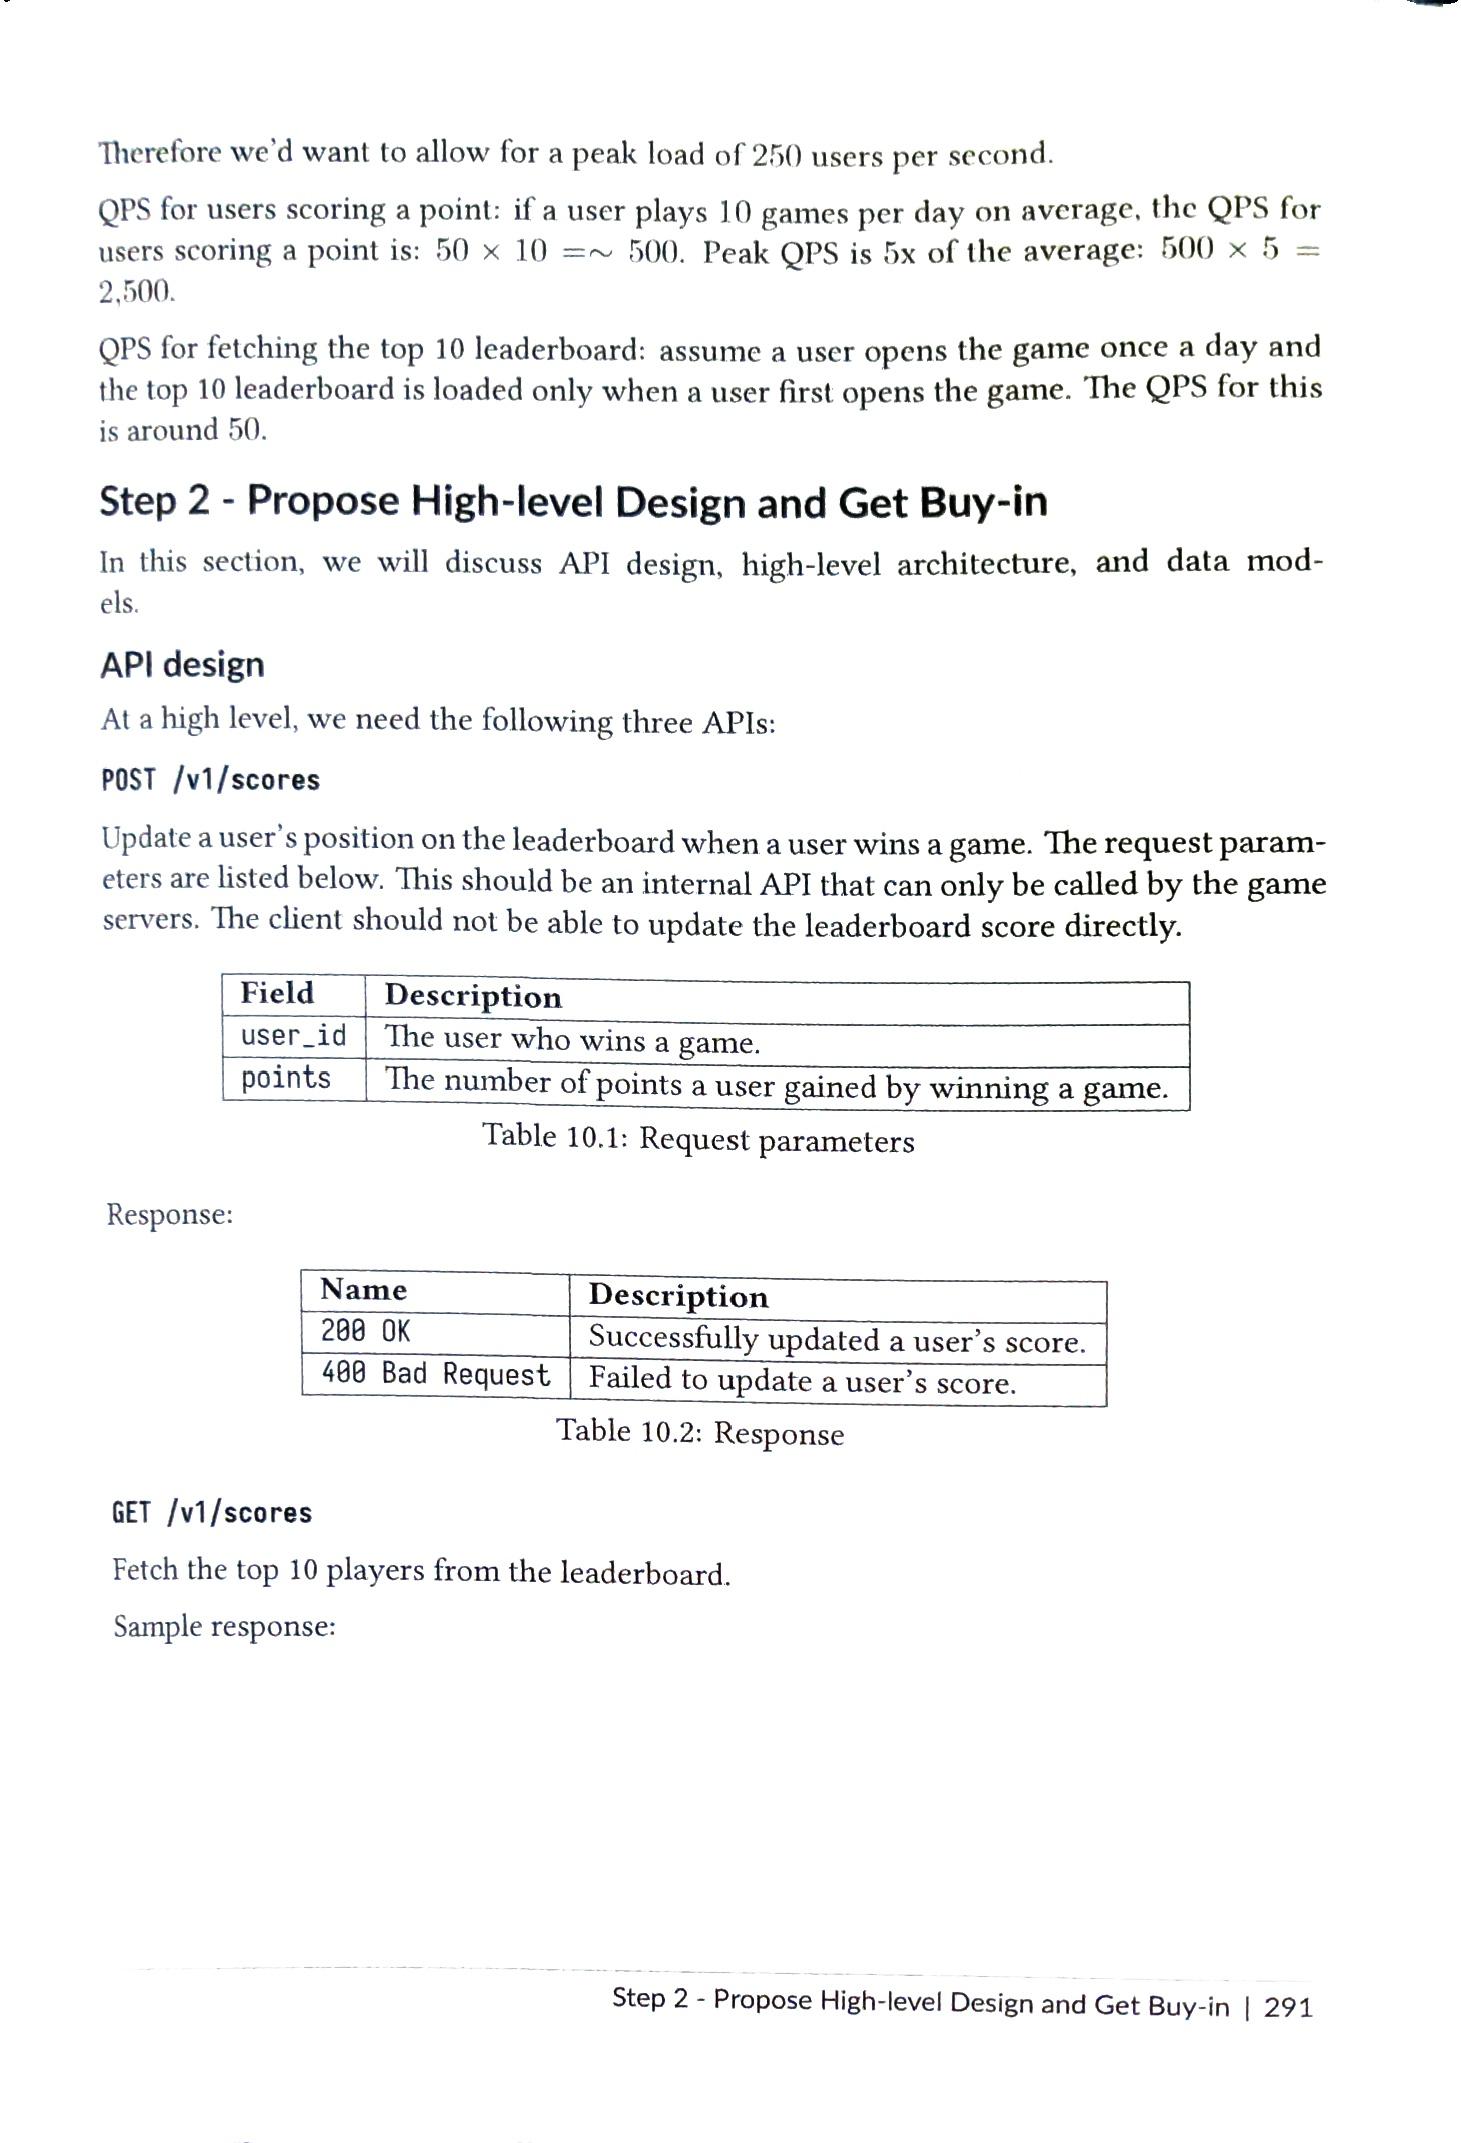 Therefore we'd want to allow for a peak load of 250 users per second.
QPS for users scoring a point: if a user plays 10 games per day on average, the QPS for
users scoring a point is: 50 × 10 =∼ 500. Peak QPS is 5x of the average: 500 × 5 =
2,500.
QPS for fetching the top 10 leaderboard: assume a user opens the game once a day and
the top 10 leaderboard is loaded only when a user first opens the game. The QPS for this
is around 50.
Step 2 - Propose High-level Design and Get Buy-in
In this section, we will discuss API design, high-level architecture, and data mod-
els.
API design
At a high level, we need the following three APIs:
POST /v1/scores
Update a user's position on the leaderboard when a user wins a game. The request param-
eters are listed below. This should be an internal API that can only be called by the game
servers. The client should not be able to update the leaderboard score directly.
Field Description
user_id The user who wins a game.
points The number of points a user gained by winning a game.
Table 10.1: Request parameters
Response:
Name Description
200 OK Successfully updated a user's score.
400 Bad Request Failed to update a user's score.
Table 10.2: Response
GET /v1/scores
Fetch the top 10 players from the leaderboard.
Sample response:
Step 2 - Propose High-level Design and Get Buy-in | 291